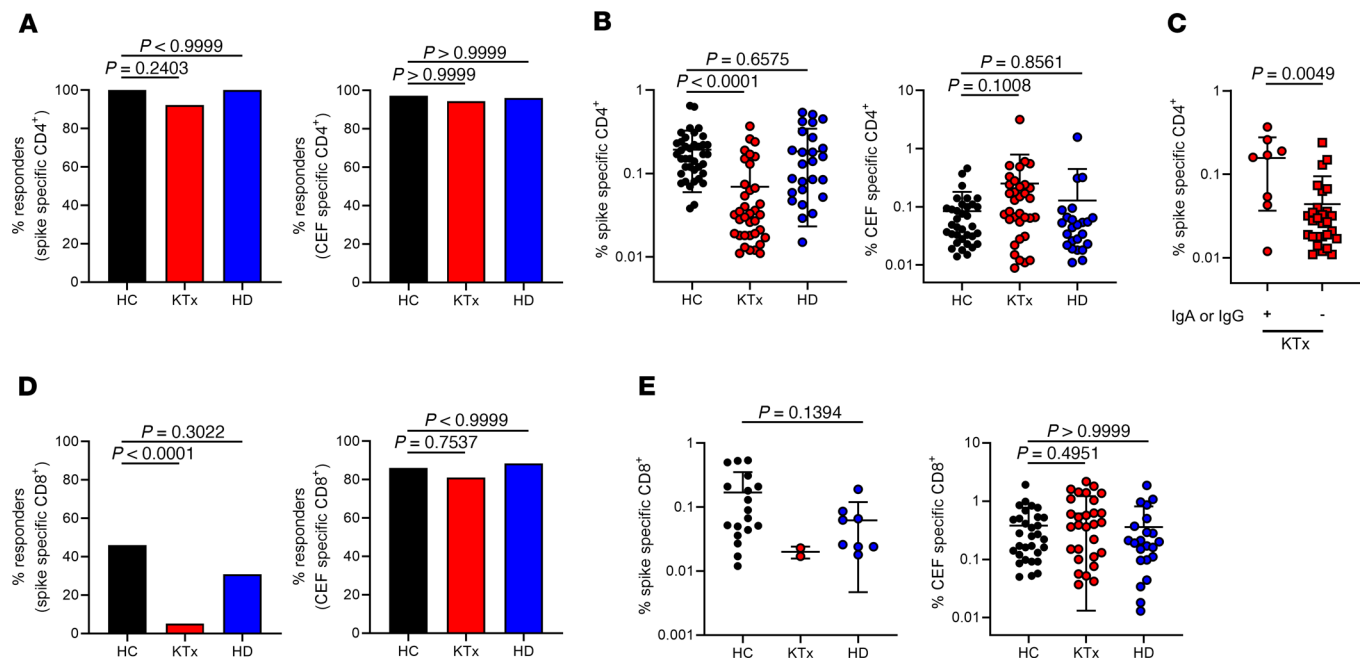 A
P < 0.9999
P = 0.2403
% responders
(spike specific CD4+)
100
80
60
40
20
0
HC KTx HD
P > 0.9999
P > 0.9999
% responders
(CEF specific CD4+)
100
80
60
40
20
0
HC KTx HD
B
P = 0.6575
P < 0.0001
% spike specific CD4+
1
0.1
0.01
HC KTx HD
P = 0.8561
P = 0.1008
% CEF specific CD4+
10
1
0.1
0.01
HC KTx HD
C
P = 0.0049
% spike specific CD4+
1
0.1
0.01
IgA or IgG + -
KTx
D
P = 0.3022
P < 0.0001
% responders
(spike specific CD8+)
100
80
60
40
20
0
HC KTx HD
P < 0.9999
P = 0.7537
% responders
(CEF specific CD8+)
100
80
60
40
20
0
HC KTx HD
E
P = 0.1394
% spike specific CD8+
1
0.1
0.01
0.001
HC KTx HD
P > 0.9999
P = 0.4951
% CEF specific CD8+
10
1
0.1
0.01
HC KTx HD